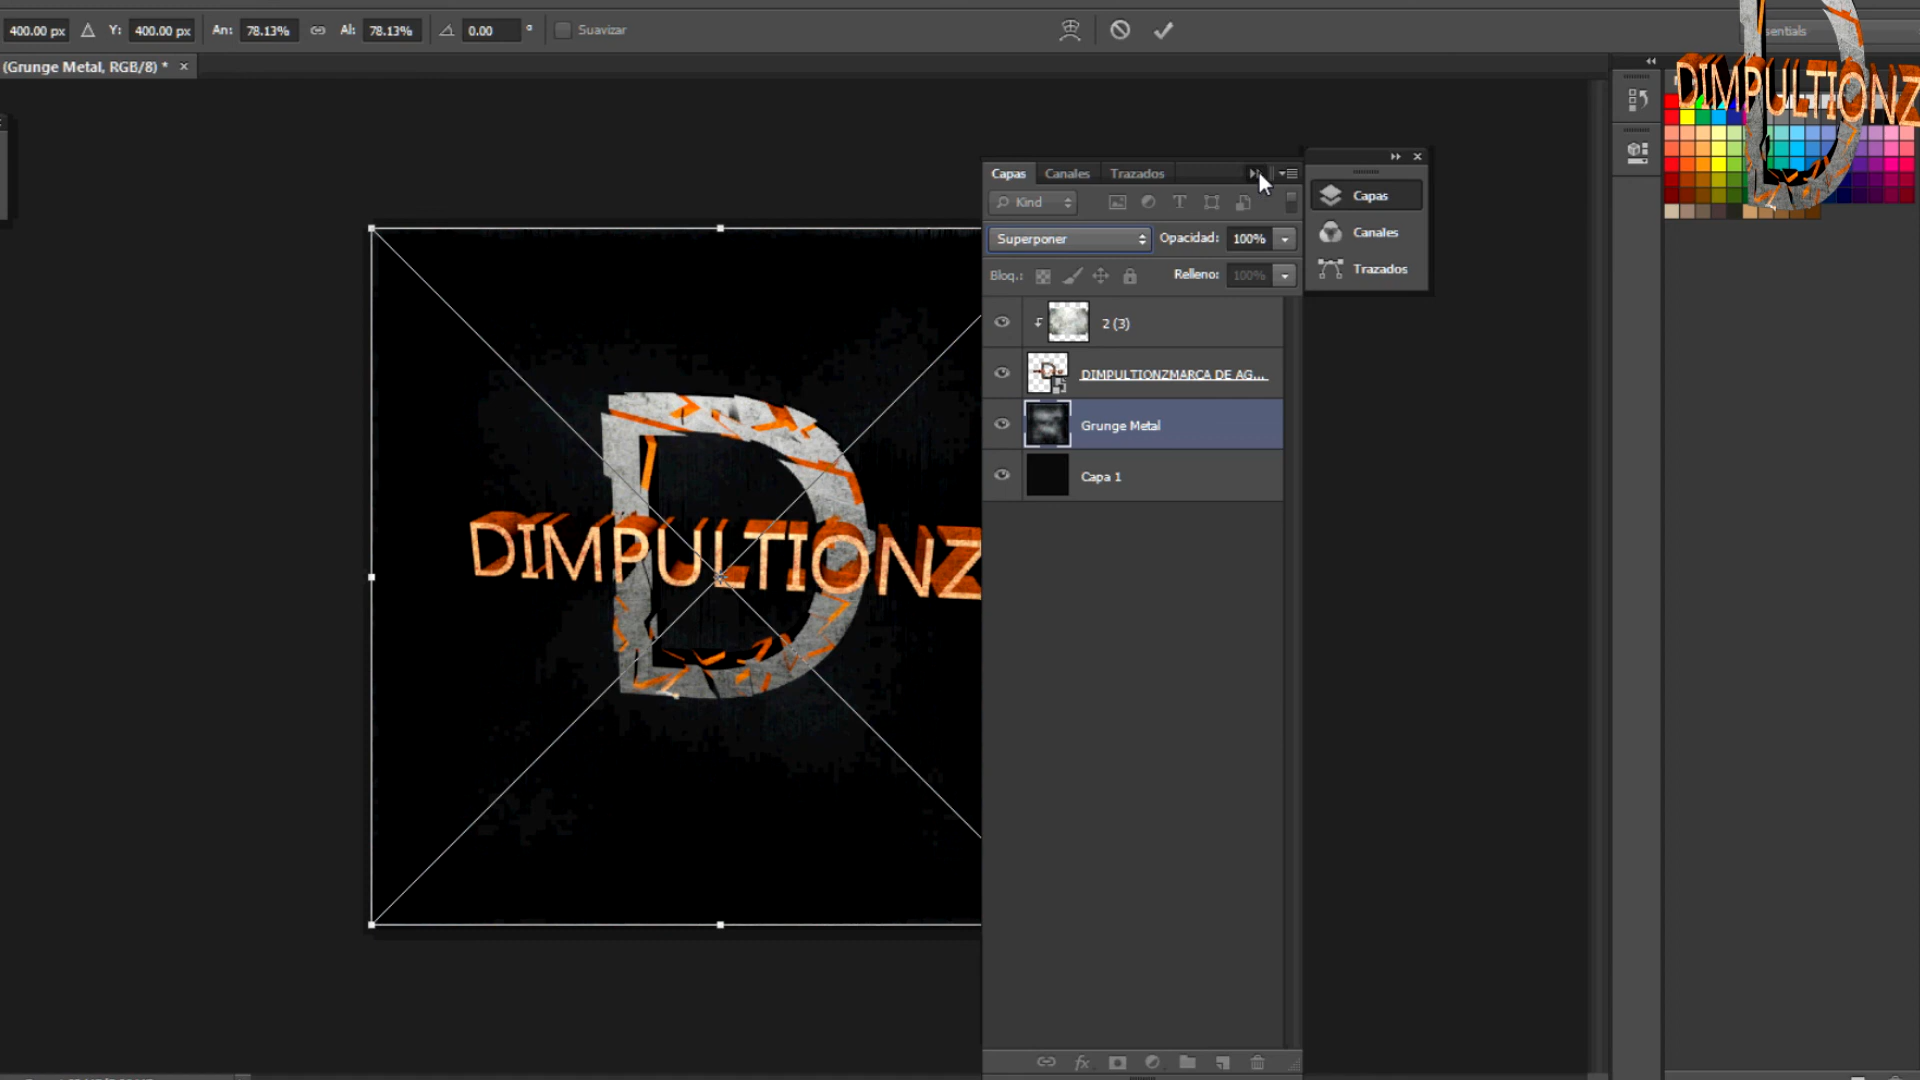 400.00 px Y: 400.00 px An: 78.13% Al: 78.13% 0.00 ° Suavizar
sentials
(Grunge Metal, RGB/8) * ×
DIMPULTIONZ
Capas Canales Trazados
Kind
Superponer Opacidad: 100%
Bloq.: Relleno: 100%
2 (3)
DIMPULTIONZMARCA DE AG...
Grunge Metal
Capa 1
Capas
Canales
Trazados
D
DIMPULTIONZ